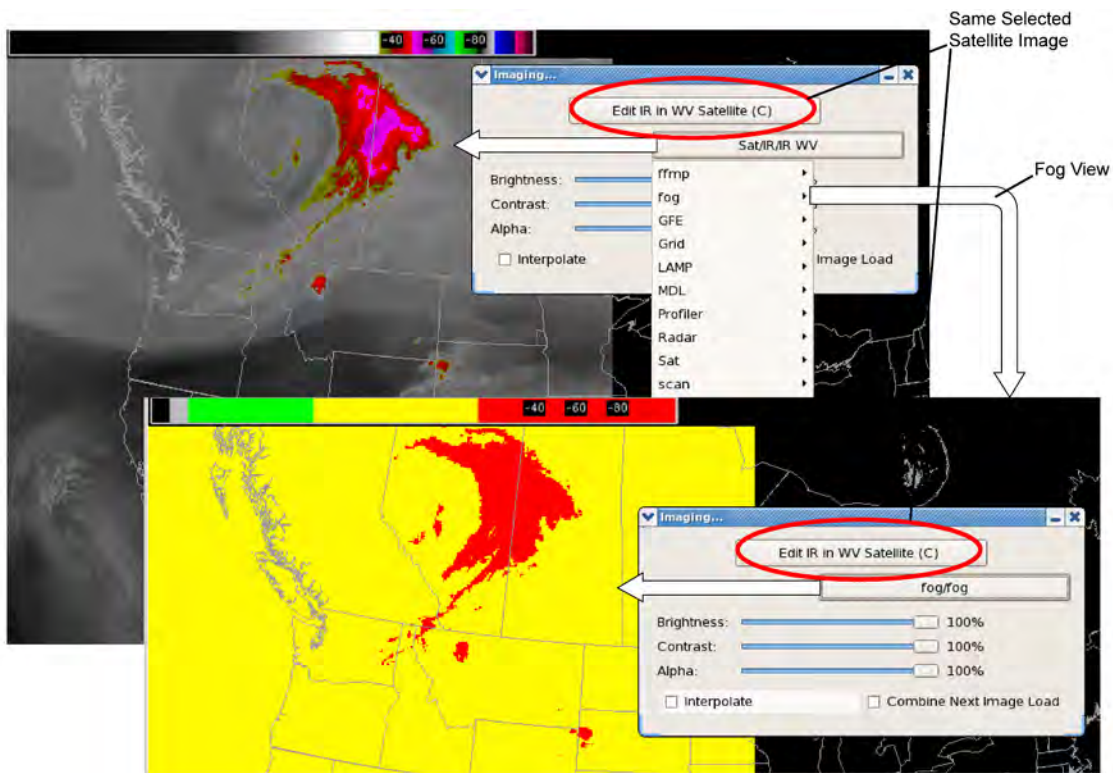 Same Selected
Satellite Image
-40 -60 -80
Imaging...
Edit IR in WV Satellite (C)
Sat/IR/IR WV
ffmp
fog
GFE
Grid
LAMP
MDL
Profiler
Radar
Sat
scan
Brightness:
Contrast:
Alpha:
Interpolate
Image Load
Fog View
-40 -60 -80
Imaging...
Edit IR in WV Satellite (C)
fog/fog
Brightness: 100%
Contrast: 100%
Alpha: 100%
Interpolate
Combine Next Image Load